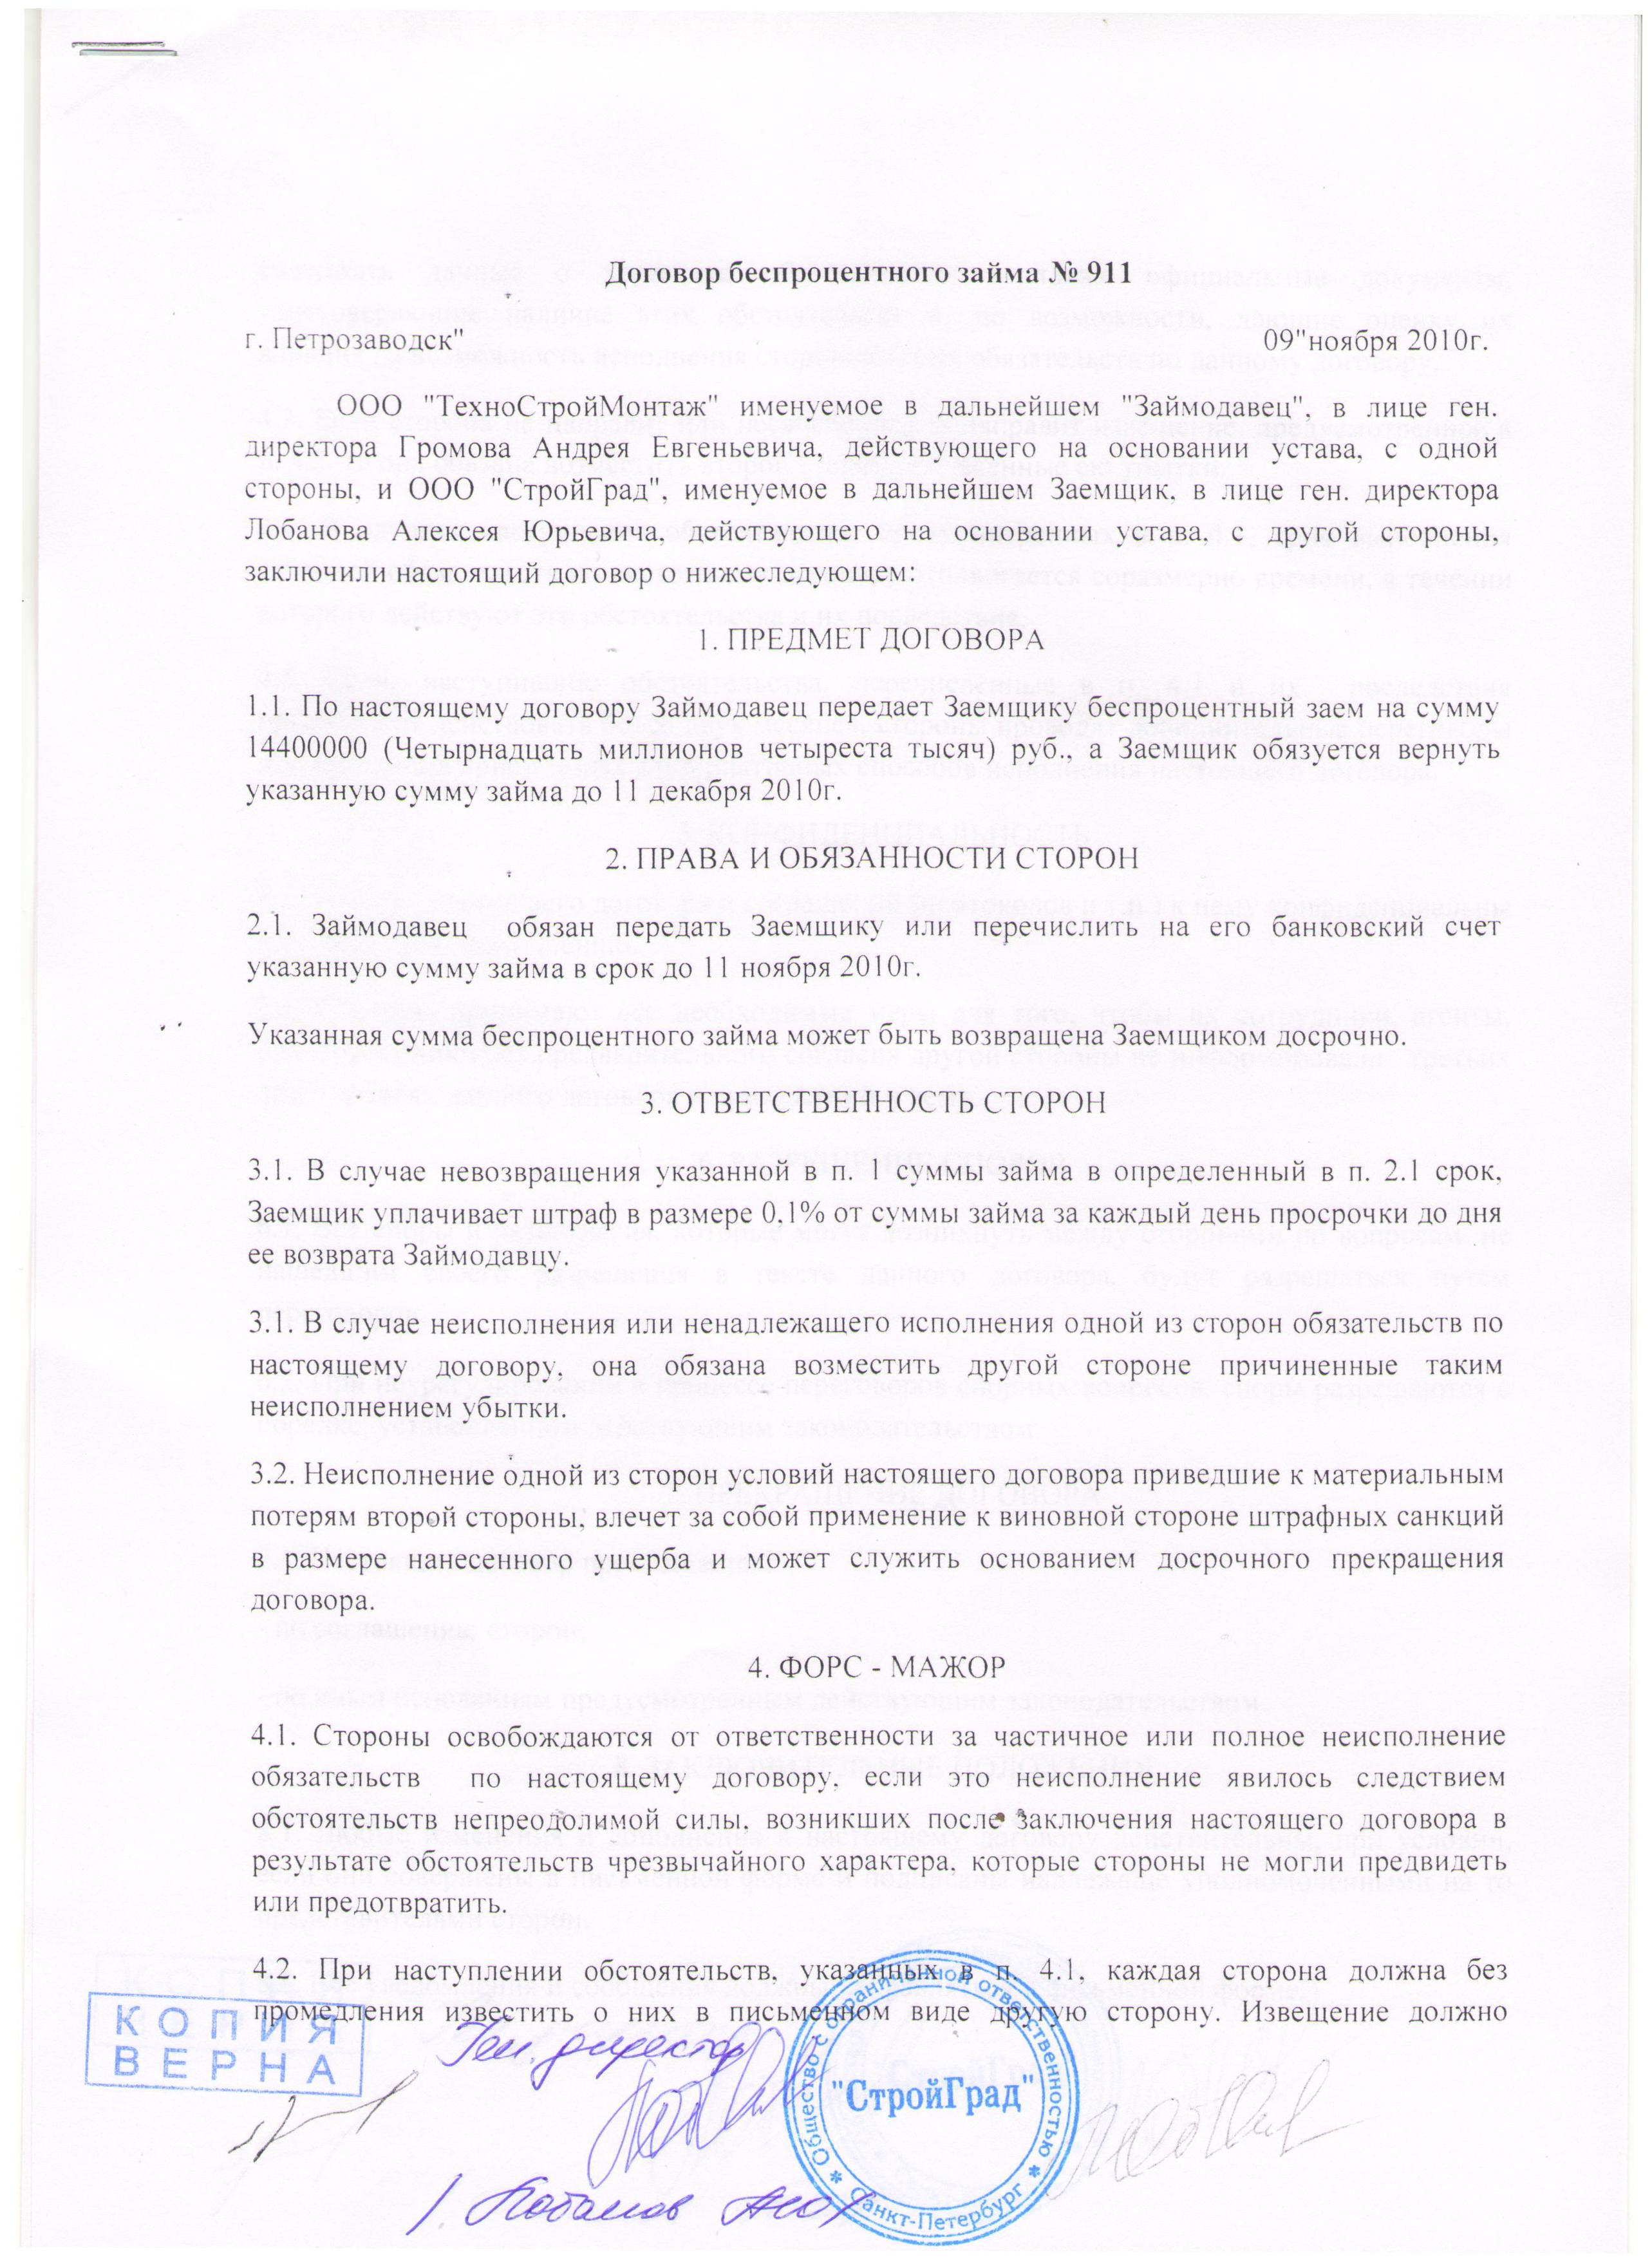 Договор беспроцентного займа № 911
г. Петрозаводск" 09"ноября 2010г.
ООО "ТехноСтройМонтаж" именуемое в дальнейшем "Займодавец", в лице ген.
директора Громова Андрея Евгеньевича, действующего на основании устава, с одной
стороны, и ООО "СтройГрад", именуемое в дальнейшем Заемщик, в лице ген. директора
Лобанова Алексея Юрьевича, действующего на основании устава, с другой стороны,
заключили настоящий договор о нижеследующем:
1. ПРЕДМЕТ ДОГОВОРА
1.1. По настоящему договору Займодавец передает Заемщику беспроцентный заем на сумму
14400000 (Четырнадцать миллионов четыреста тысяч) руб., а Заемщик обязуется вернуть
указанную сумму займа до 11 декабря 2010г.
2. ПРАВА И ОБЯЗАННОСТИ СТОРОН
2.1. Займодавец обязан передать Заемщику или перечислить на его банковский счет
указанную сумму займа в срок до 11 ноября 2010г.
Указанная сумма беспроцентного займа может быть возвращена Заемщиком досрочно.
3. ОТВЕТСТВЕННОСТЬ СТОРОН
3.1. В случае невозвращения указанной в п. 1 суммы займа в определенный в п. 2.1 срок,
Заемщик уплачивает штраф в размере 0,1% от суммы займа за каждый день просрочки до дня
ее возврата Займодавцу.
3.1. В случае неисполнения или ненадлежащего исполнения одной из сторон обязательств по
настоящему договору, она обязана возместить другой стороне причиненные таким
неисполнением убытки.
3.2. Неисполнение одной из сторон условий настоящего договора приведшие к материальным
потерям второй стороны, влечет за собой применение к виновной стороне штрафных санкций
в размере нанесенного ущерба и может служить основанием досрочного прекращения
договора.
4. ФОРС - МАЖОР
4.1. Стороны освобождаются от ответственности за частичное или полное неисполнение
обязательств по настоящему договору, если это неисполнение явилось следствием
обстоятельств непреодолимой силы, возникших после заключения настоящего договора в
результате обстоятельств чрезвычайного характера, которые стороны не могли предвидеть
или предотвратить.
4.2. При наступлении обстоятельств, указанных в п. 4.1, каждая сторона должна без
промедления известить о них в письменном виде другую сторону. Извещение должно
КОПИЯ
ВЕРНА
Ген. директор
Общество с ограниченной ответственностью
"СтройГрад"
Санкт-Петербург
/ Лобанов А.Ю/